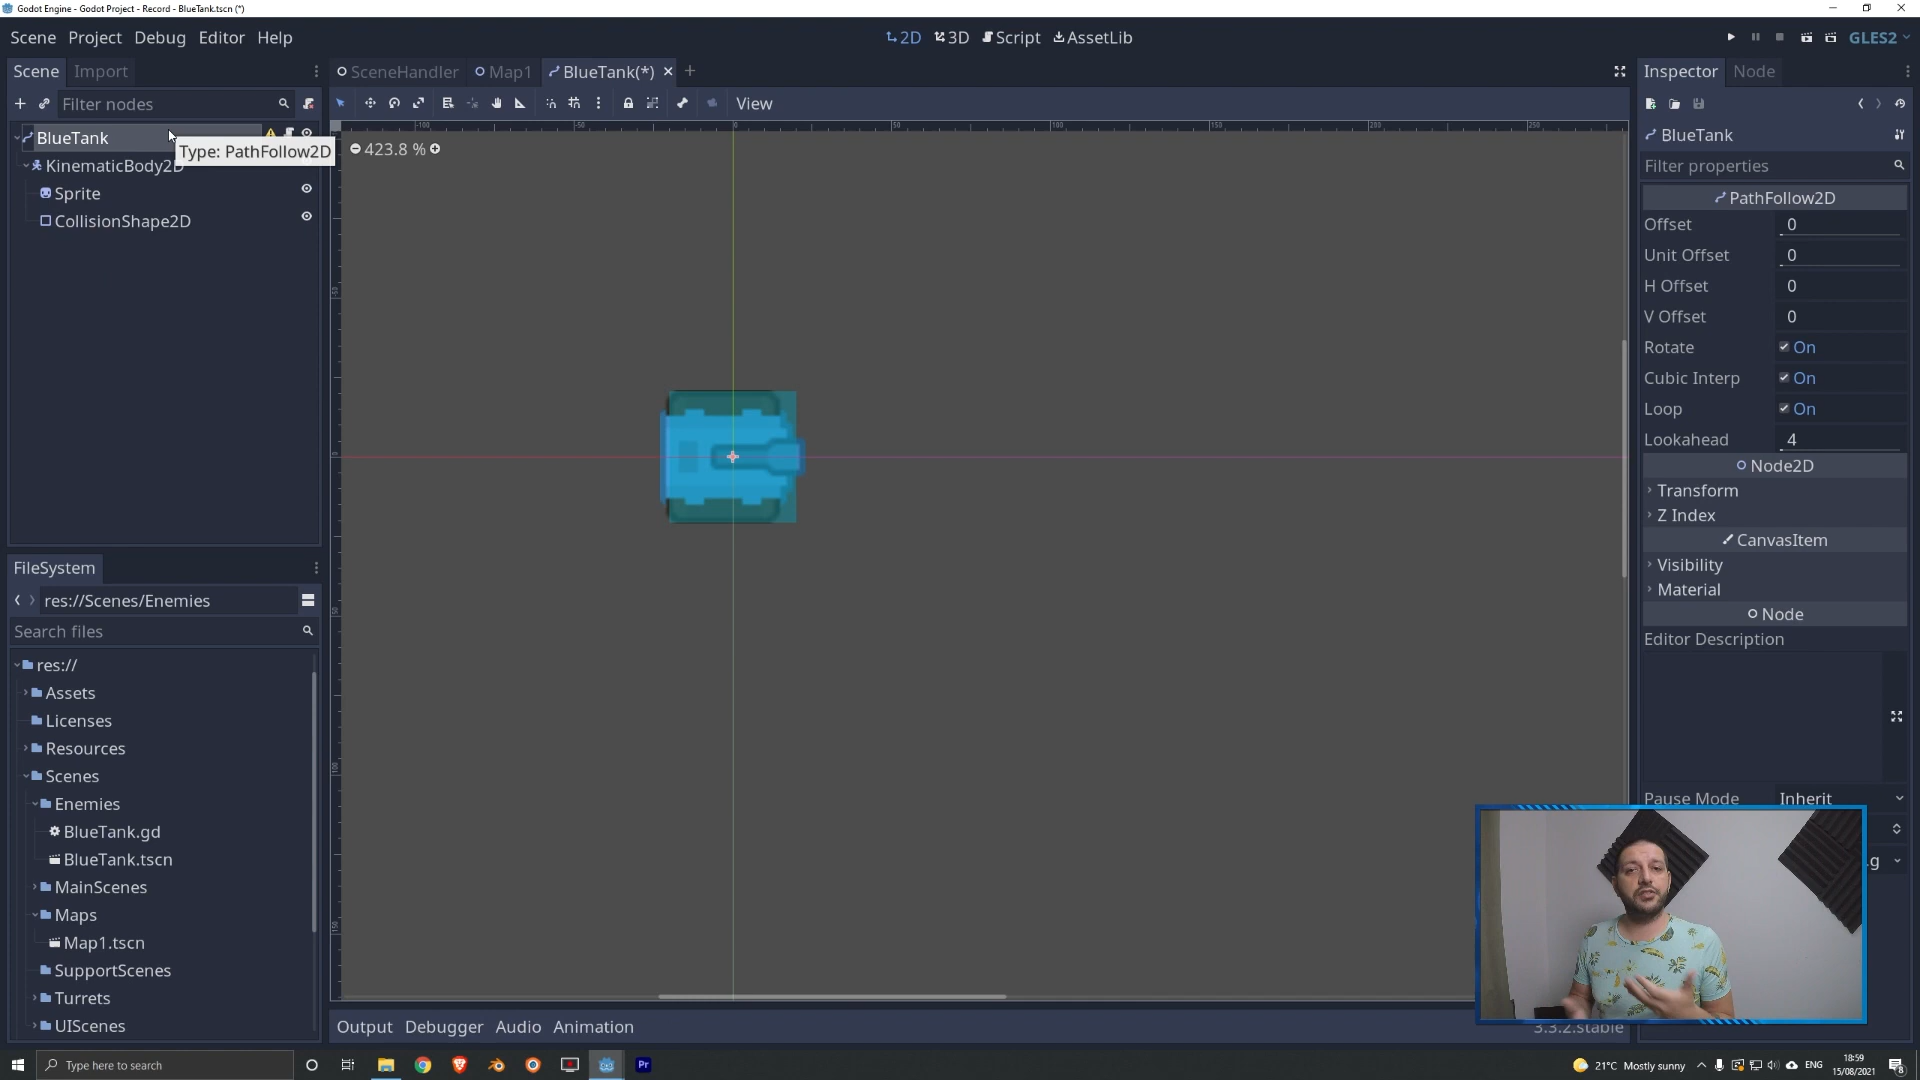 Godot Engine - Godot Project - Record - BlueTank.tscn (*)
Scene Project Debug Editor Help
2D 3D Script AssetLib
GLES2
Scene Import
SceneHandler Map1 BlueTank(*)
Inspector Node
Filter nodes
View
BlueTank
BlueTank
Type: PathFollow2D
423.8 %
KinematicBody2D
Filter properties
Sprite
CollisionShape2D
PathFollow2D
Offset 0
Unit Offset 0
H Offset 0
V Offset 0
Rotate On
Cubic Interp On
Loop On
Lookahead 4
Node2D
Transform
Z Index
CanvasItem
Visibility
Material
Node
Editor Description
Pause Mode Inherit
FileSystem
res://Scenes/Enemies
Search files
res://
Assets
Licenses
Resources
Scenes
Enemies
BlueTank.gd
BlueTank.tscn
MainScenes
Maps
Map1.tscn
SupportScenes
Turrets
UIScenes
Output Debugger Audio Animation
3.3.2.stable
Type here to search
Pr
21°C Mostly sunny
ENG
18:59
15/08/2021